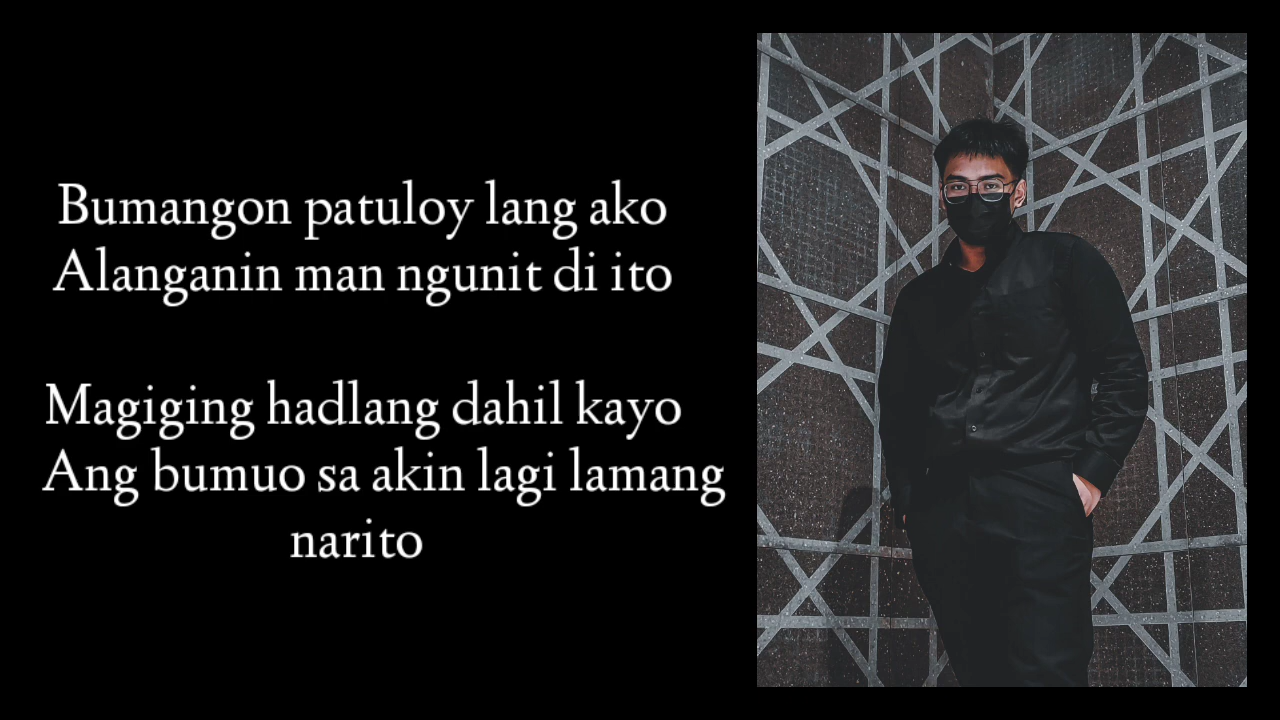 Bumangon patuloy lang ako
Alanganin man ngunit di ito
Magiging hadlang dahil kayo
Ang bumuo sa akin lagi lamang
narito